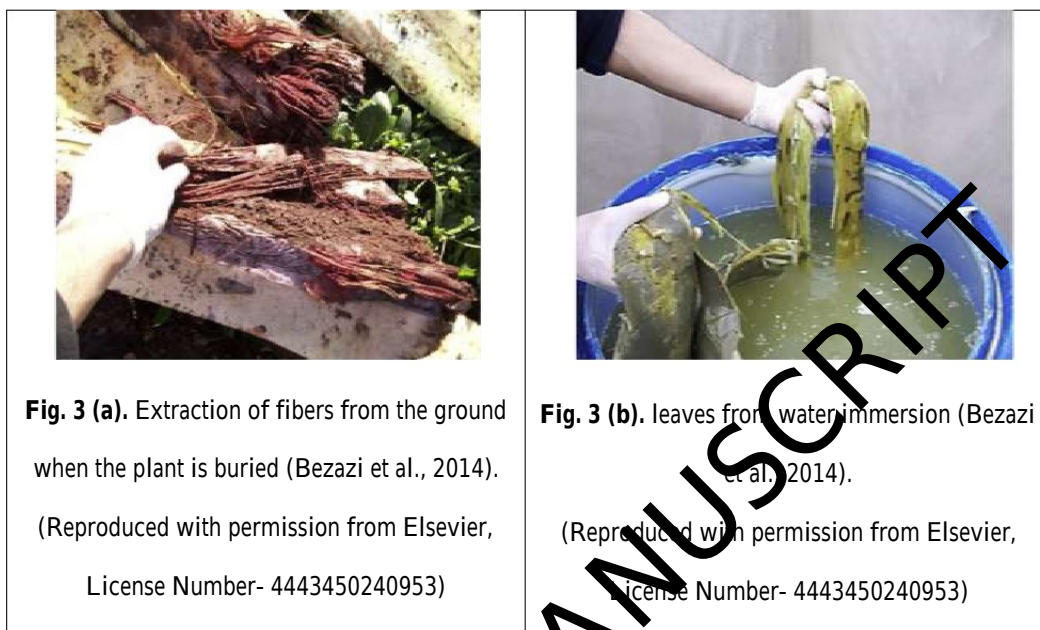 Fig. 3 (a). Extraction of fibers from the ground
when the plant is buried (Bezazi et al., 2014).
(Reproduced with permission from Elsevier,
License Number- 4443450240953)
Fig. 3 (b). leaves from water immersion (Bezazi
et al., 2014).
(Reproduced with permission from Elsevier,
License Number- 4443450240953)
ANUSCRIPT